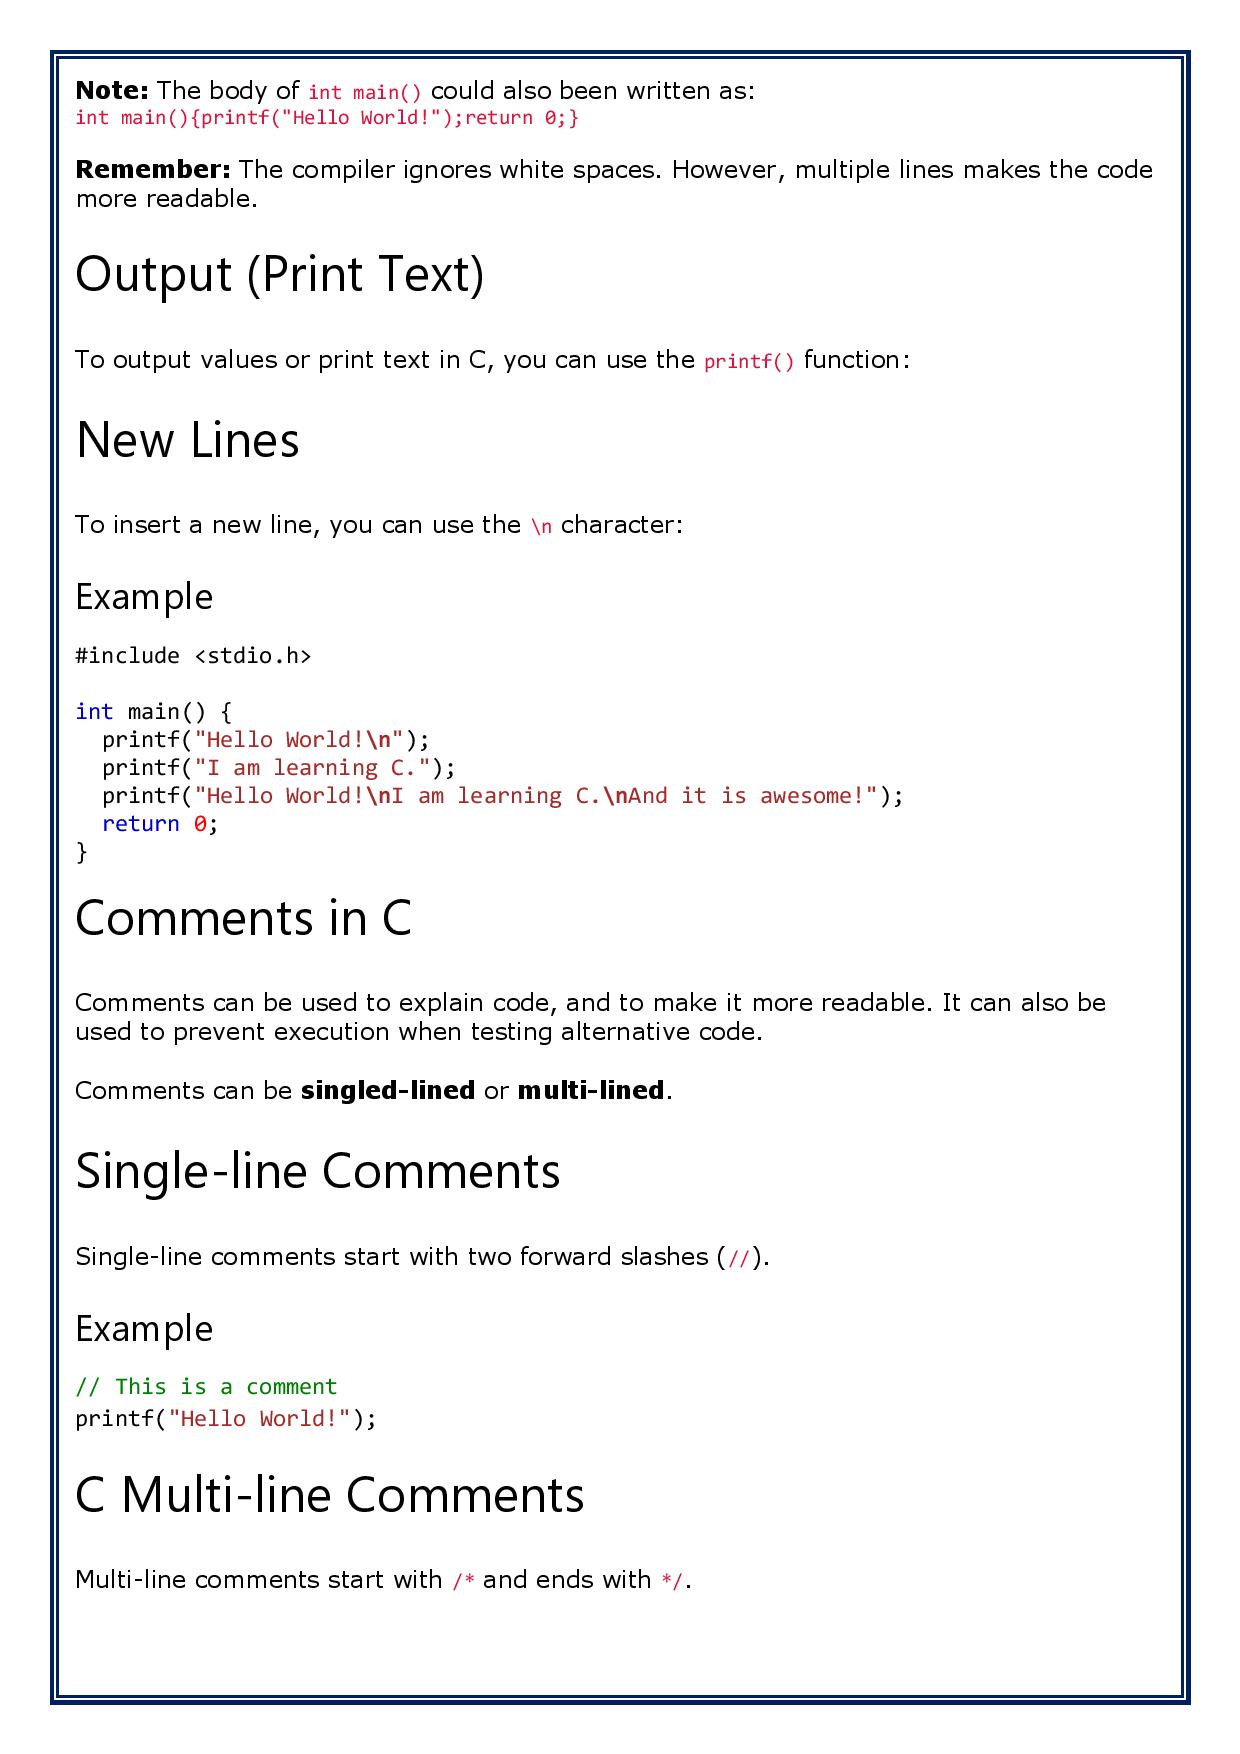 Note: The body of int main() could also been written as:
int main(){printf("Hello World!");return 0;}
Remember: The compiler ignores white spaces. However, multiple lines makes the code
more readable.
Output (Print Text)
To output values or print text in C, you can use the printf() function:
New Lines
To insert a new line, you can use the \n character:
Example
#include <stdio.h>
int main() {
  printf("Hello World!\n");
  printf("I am learning C.");
  printf("Hello World!\nI am learning C.\nAnd it is awesome!");
  return 0;
}
Comments in C
Comments can be used to explain code, and to make it more readable. It can also be
used to prevent execution when testing alternative code.
Comments can be singled-lined or multi-lined.
Single-line Comments
Single-line comments start with two forward slashes (//).
Example
// This is a comment
printf("Hello World!");
C Multi-line Comments
Multi-line comments start with /* and ends with */.